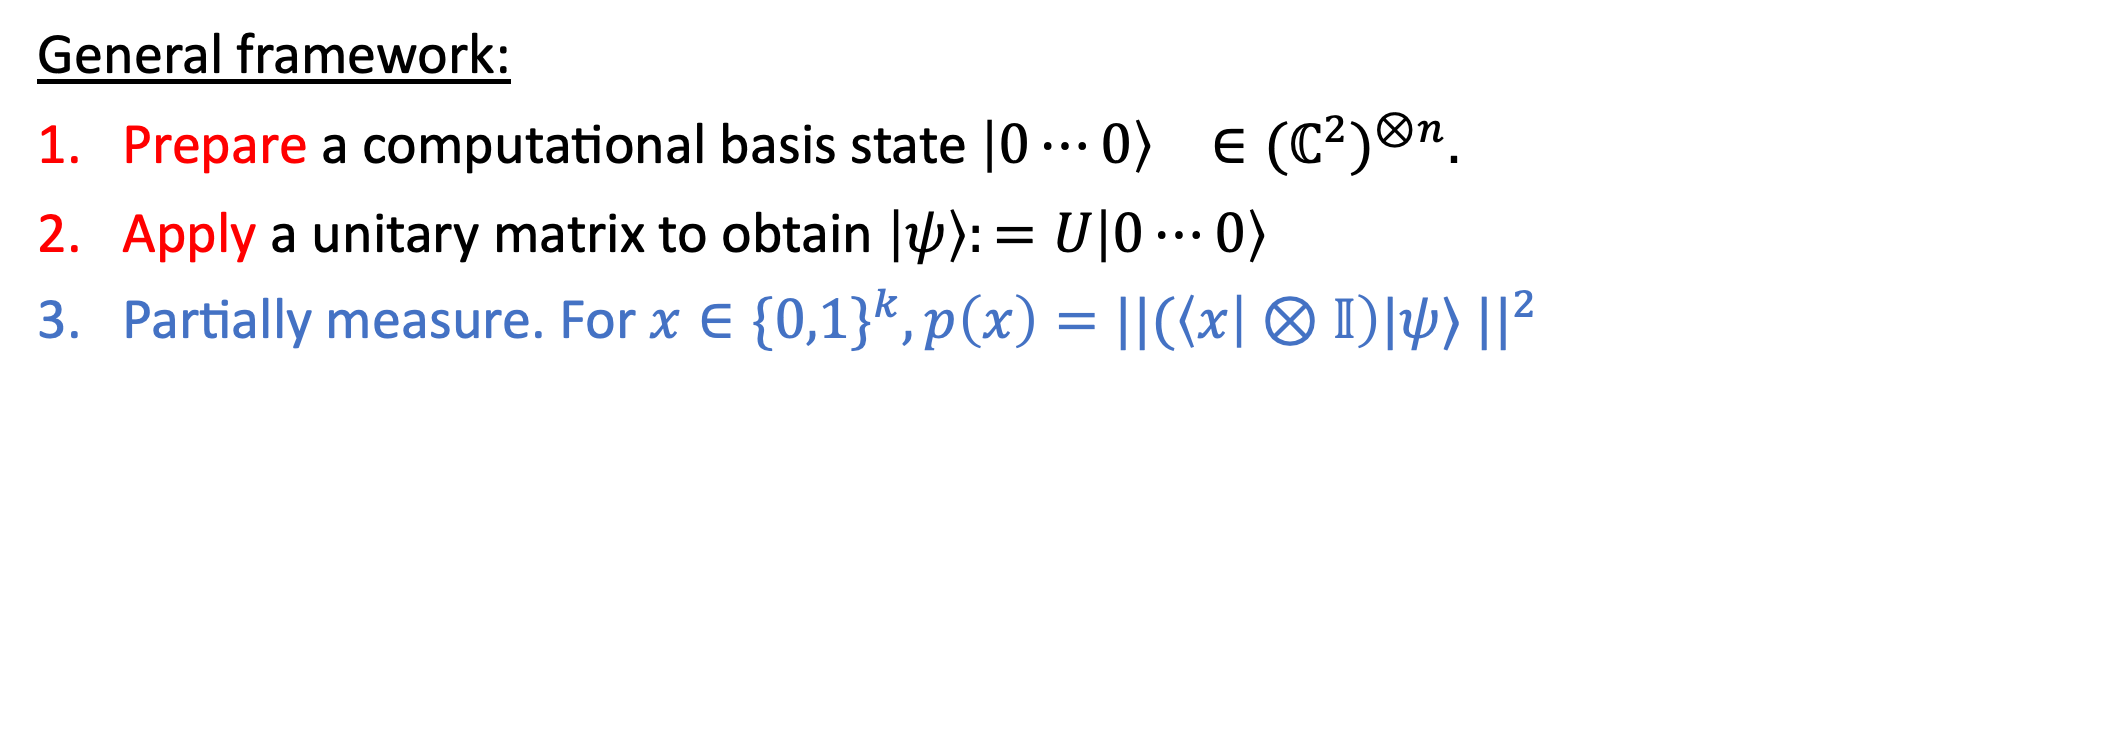 General framework:
1. Prepare a computational basis state |0 ⋯ 0⟩ ∈ (ℂ²)^⊗n.
2. Apply a unitary matrix to obtain |ψ⟩: = U|0 ⋯ 0⟩
3. Partially measure. For x ∈ {0,1}^k, p(x) = ||(⟨x| ⊗ 𝕀)|ψ⟩ ||²